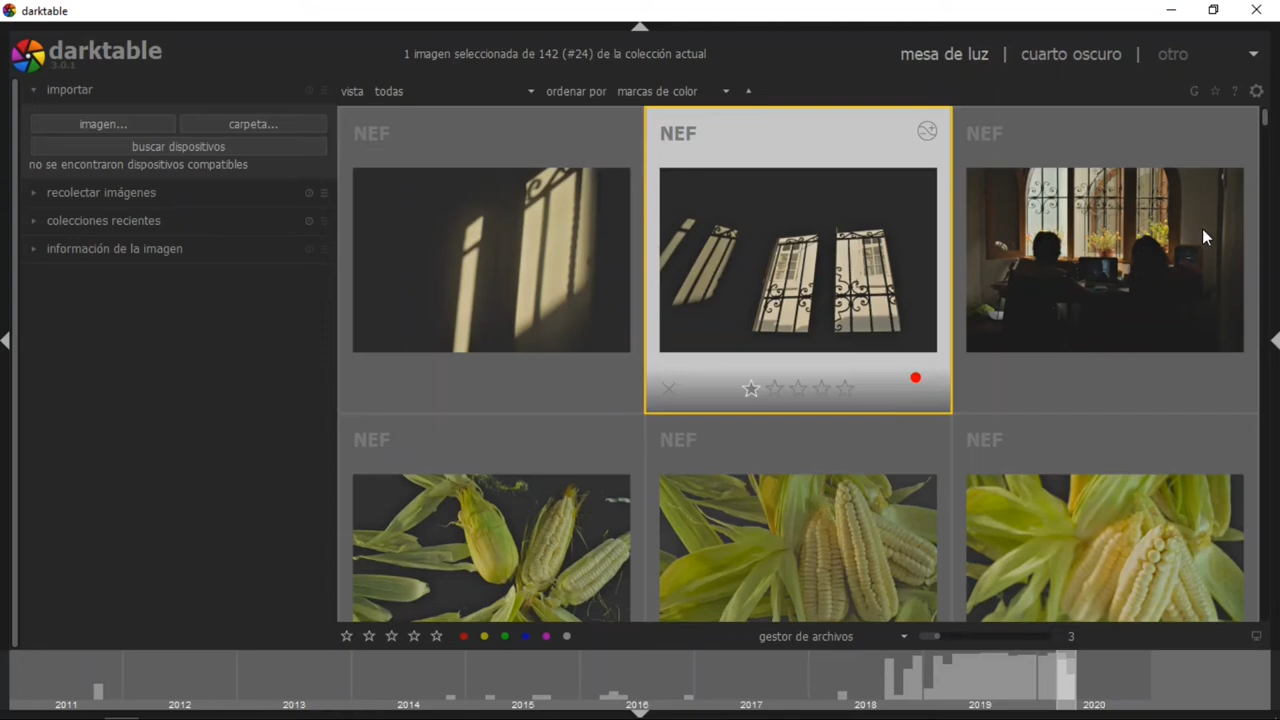 darktable
darktable
3.0.1
1 imagen seleccionada de 142 (#24) de la colección actual
mesa de luz | cuarto oscuro | otro
importar
vista todas ordenar por marcas de color
G ?
imagen... carpeta...
buscar dispositivos
no se encontraron dispositivos compatibles
recolectar imágenes
colecciones recientes
información de la imagen
NEF NEF NEF
NEF NEF NEF
gestor de archivos 3
2011 2012 2013 2014 2015 2016 2017 2018 2019 2020